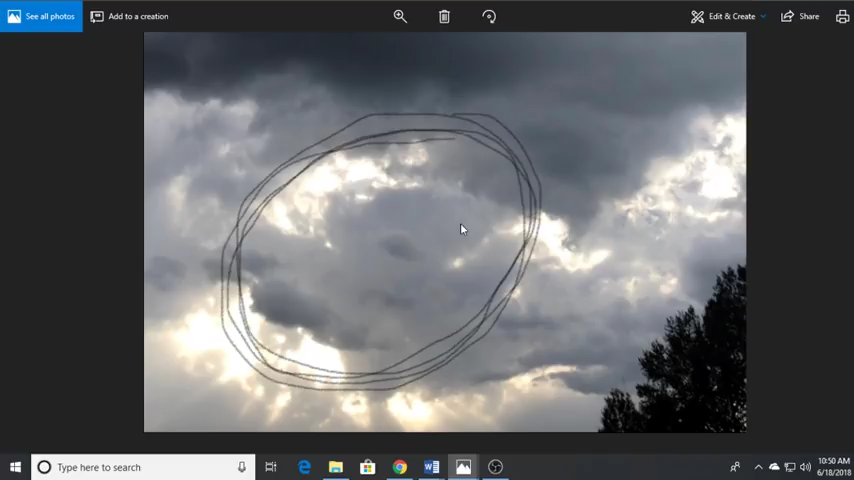 See all photos
Add to a creation
Edit & Create
Share
Type here to search
10:50 AM
6/18/2018